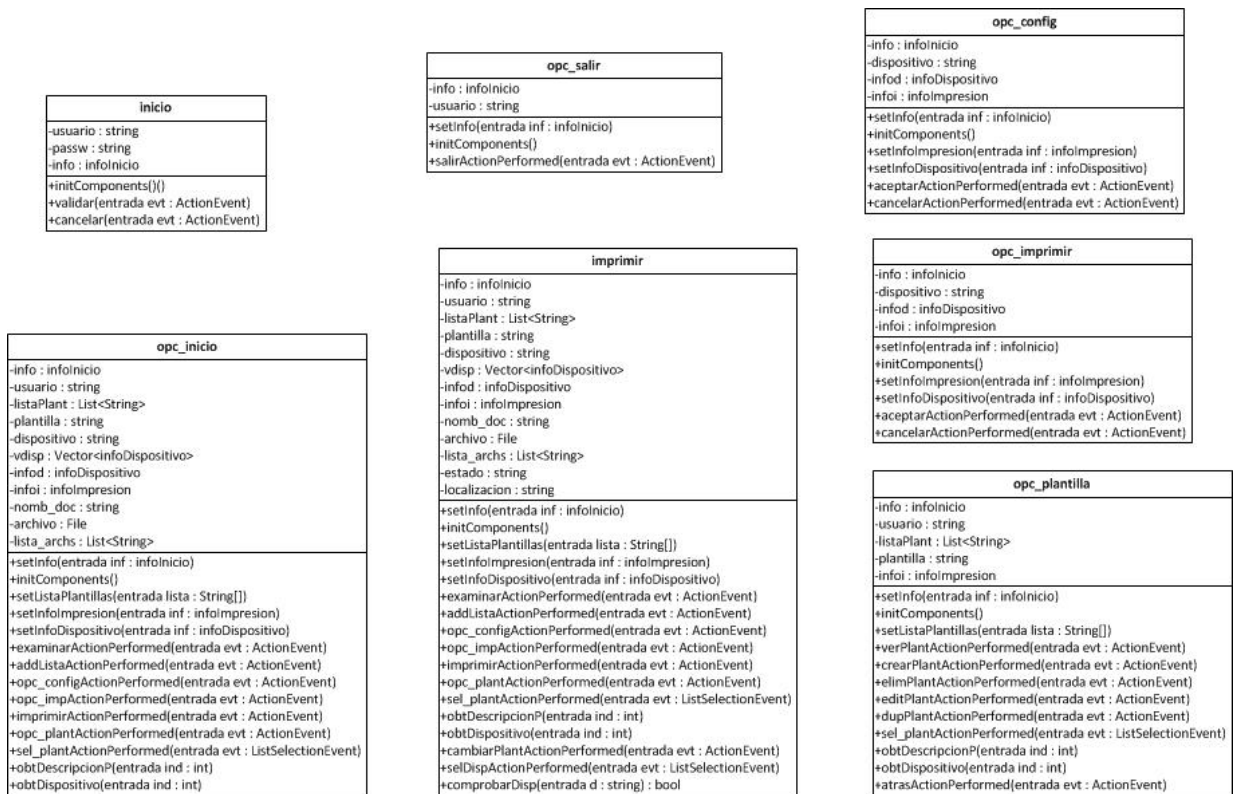 inicio
-usuario : string
-passw : string
-info : infoInicio
+initComponents()()
+validar(entrada evt : ActionEvent)
+cancelar(entrada evt : ActionEvent)
opc_salir
-info : infoInicio
-usuario : string
+setInfo(entrada inf : infoInicio)
+initComponents()
+salirActionPerformed(entrada evt : ActionEvent)
opc_config
-info : infoInicio
-dispositivo : string
-infod : infoDispositivo
-infoi : infoImpresion
+setInfo(entrada inf : infoInicio)
+initComponents()
+setInfoImpresion(entrada inf : infoImpresion)
+setInfoDispositivo(entrada inf : infoDispositivo)
+aceptarActionPerformed(entrada evt : ActionEvent)
+cancelarActionPerformed(entrada evt : ActionEvent)
opc_inicio
-info : infoInicio
-usuario : string
-listaPlant : List<String>
-plantilla : string
-dispositivo : string
-vdisp : Vector<infoDispositivo>
-infod : infoDispositivo
-infoi : infoImpresion
-nomb_doc : string
-archivo : File
-lista_archs : List<String>
+setInfo(entrada inf : infoInicio)
+initComponents()
+setListaPlantillas(entrada lista : String[])
+setInfoImpresion(entrada inf : infoImpresion)
+setInfoDispositivo(entrada inf : infoDispositivo)
+examinarActionPerformed(entrada evt : ActionEvent)
+addListaActionPerformed(entrada evt : ActionEvent)
+opc_configActionPerformed(entrada evt : ActionEvent)
+opc_impActionPerformed(entrada evt : ActionEvent)
+imprimirActionPerformed(entrada evt : ActionEvent)
+opc_plantActionPerformed(entrada evt : ActionEvent)
+sel_plantActionPerformed(entrada evt : ListSelectionEvent)
+obtDescripcionP(entrada ind : int)
+obtDispositivo(entrada ind : int)
imprimir
-info : infoInicio
-usuario : string
-listaPlant : List<String>
-plantilla : string
-dispositivo : string
-vdisp : Vector<infoDispositivo>
-infod : infoDispositivo
-infoi : infoImpresion
-nomb_doc : string
-archivo : File
-lista_archs : List<String>
-estado : string
-localizacion : string
+setInfo(entrada inf : infoInicio)
+initComponents()
+setListaPlantillas(entrada lista : String[])
+setInfoImpresion(entrada inf : infoImpresion)
+setInfoDispositivo(entrada inf : infoDispositivo)
+examinarActionPerformed(entrada evt : ActionEvent)
+addListaActionPerformed(entrada evt : ActionEvent)
+opc_configActionPerformed(entrada evt : ActionEvent)
+opc_impActionPerformed(entrada evt : ActionEvent)
+imprimirActionPerformed(entrada evt : ActionEvent)
+opc_plantActionPerformed(entrada evt : ActionEvent)
+sel_plantActionPerformed(entrada evt : ListSelectionEvent)
+obtDescripcionP(entrada ind : int)
+obtDispositivo(entrada ind : int)
+cambiarPlantActionPerformed(entrada evt : ActionEvent)
+selDispActionPerformed(entrada evt : ListSelectionEvent)
+comprobarDisp(entrada d : string) : bool
opc_imprimir
-info : infoInicio
-dispositivo : string
-infod : infoDispositivo
-infoi : infoImpresion
+setInfo(entrada inf : infoInicio)
+initComponents()
+setInfoImpresion(entrada inf : infoImpresion)
+setInfoDispositivo(entrada inf : infoDispositivo)
+aceptarActionPerformed(entrada evt : ActionEvent)
+cancelarActionPerformed(entrada evt : ActionEvent)
opc_plantilla
-info : infoInicio
-usuario : string
-listaPlant : List<String>
-plantilla : string
-infoi : infoImpresion
+setInfo(entrada inf : infoInicio)
+initComponents()
+setListaPlantillas(entrada lista : String[])
+verPlantActionPerformed(entrada evt : ActionEvent)
+crearPlantActionPerformed(entrada evt : ActionEvent)
+elimPlantActionPerformed(entrada evt : ActionEvent)
+editPlantActionPerformed(entrada evt : ActionEvent)
+dupPlantActionPerformed(entrada evt : ActionEvent)
+sel_plantActionPerformed(entrada evt : ListSelectionEvent)
+obtDescripcionP(entrada ind : int)
+obtDispositivo(entrada ind : int)
+atrasActionPerformed(evt : ActionEvent)